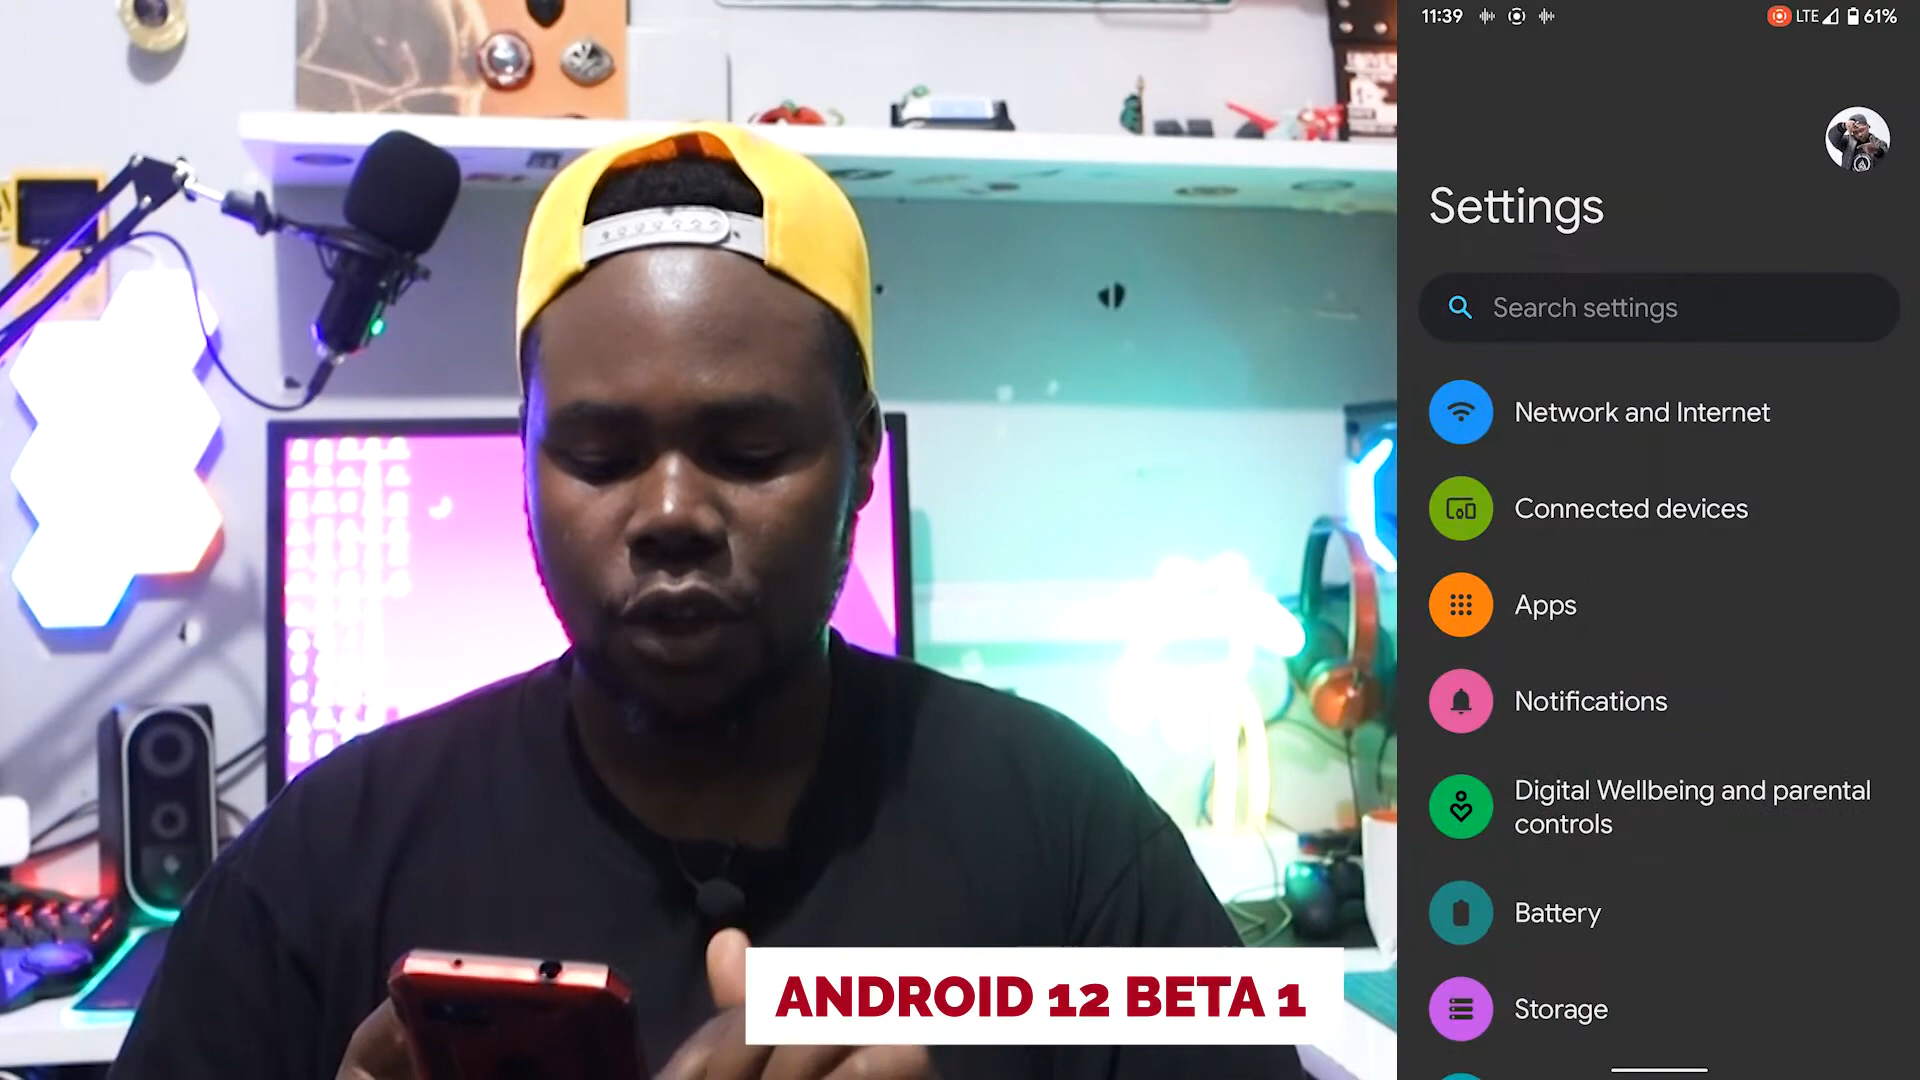 11:39 LTE 61%
Settings
Search settings
Network and Internet
Connected devices
Apps
Notifications
Digital Wellbeing and parental
controls
Battery
Storage
ANDROID 12 BETA 1